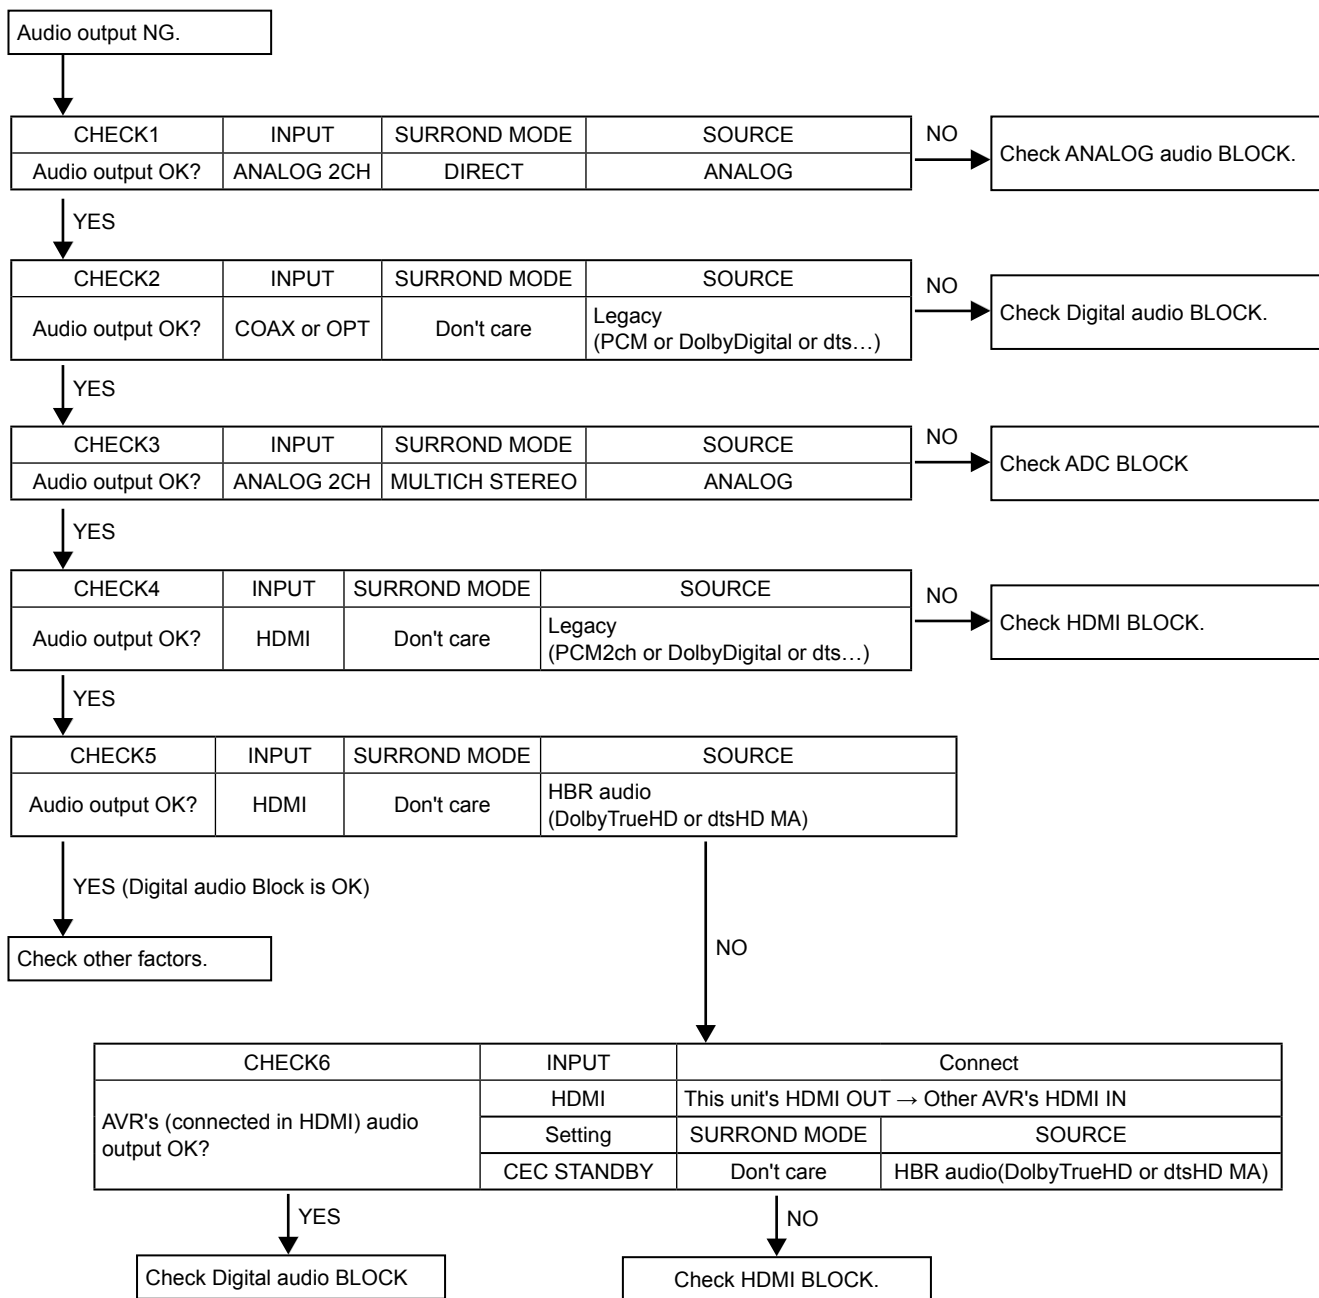 Audio output NG.
CHECK1 INPUT SURROND MODE SOURCE
Audio output OK? ANALOG 2CH DIRECT ANALOG
NO
Check ANALOG audio BLOCK.
YES
CHECK2 INPUT SURROND MODE SOURCE
Audio output OK? COAX or OPT Don't care Legacy
(PCM or DolbyDigital or dts…)
NO
Check Digital audio BLOCK.
YES
CHECK3 INPUT SURROND MODE SOURCE
Audio output OK? ANALOG 2CH MULTICH STEREO ANALOG
NO
Check ADC BLOCK
YES
CHECK4 INPUT SURROND MODE SOURCE
Audio output OK? HDMI Don't care Legacy
(PCM2ch or DolbyDigital or dts…)
NO
Check HDMI BLOCK.
YES
CHECK5 INPUT SURROND MODE SOURCE
Audio output OK? HDMI Don't care HBR audio
(DolbyTrueHD or dtsHD MA)
YES (Digital audio Block is OK)
Check other factors.
NO
CHECK6 INPUT Connect
AVR's (connected in HDMI) audio
output OK?
HDMI This unit's HDMI OUT → Other AVR's HDMI IN
Setting SURROND MODE SOURCE
CEC STANDBY Don't care HBR audio(DolbyTrueHD or dtsHD MA)
YES
Check Digital audio BLOCK
NO
Check HDMI BLOCK.